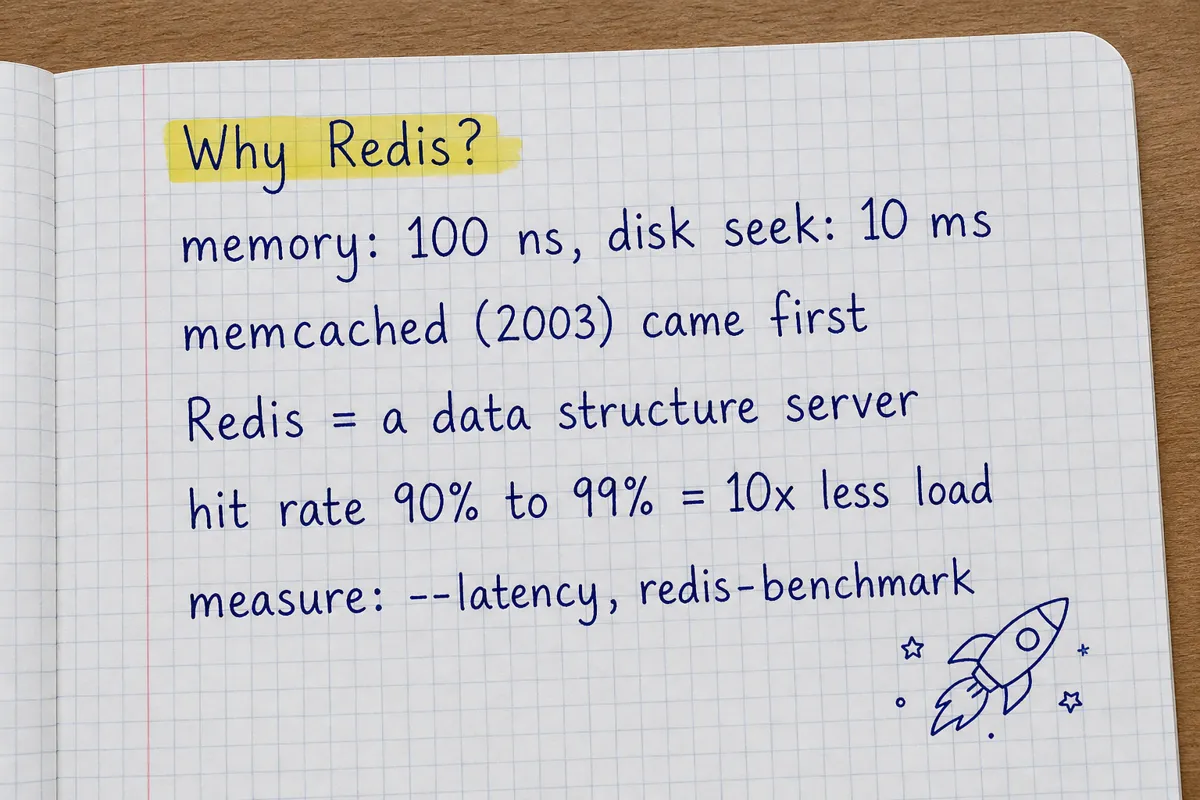 Why Redis?
memory: 100 ns, disk seek: 10 ms
memcached (2003) came first
Redis = a data structure server
hit rate 90% to 99% = 10x less load
measure: --latency, redis-benchmark